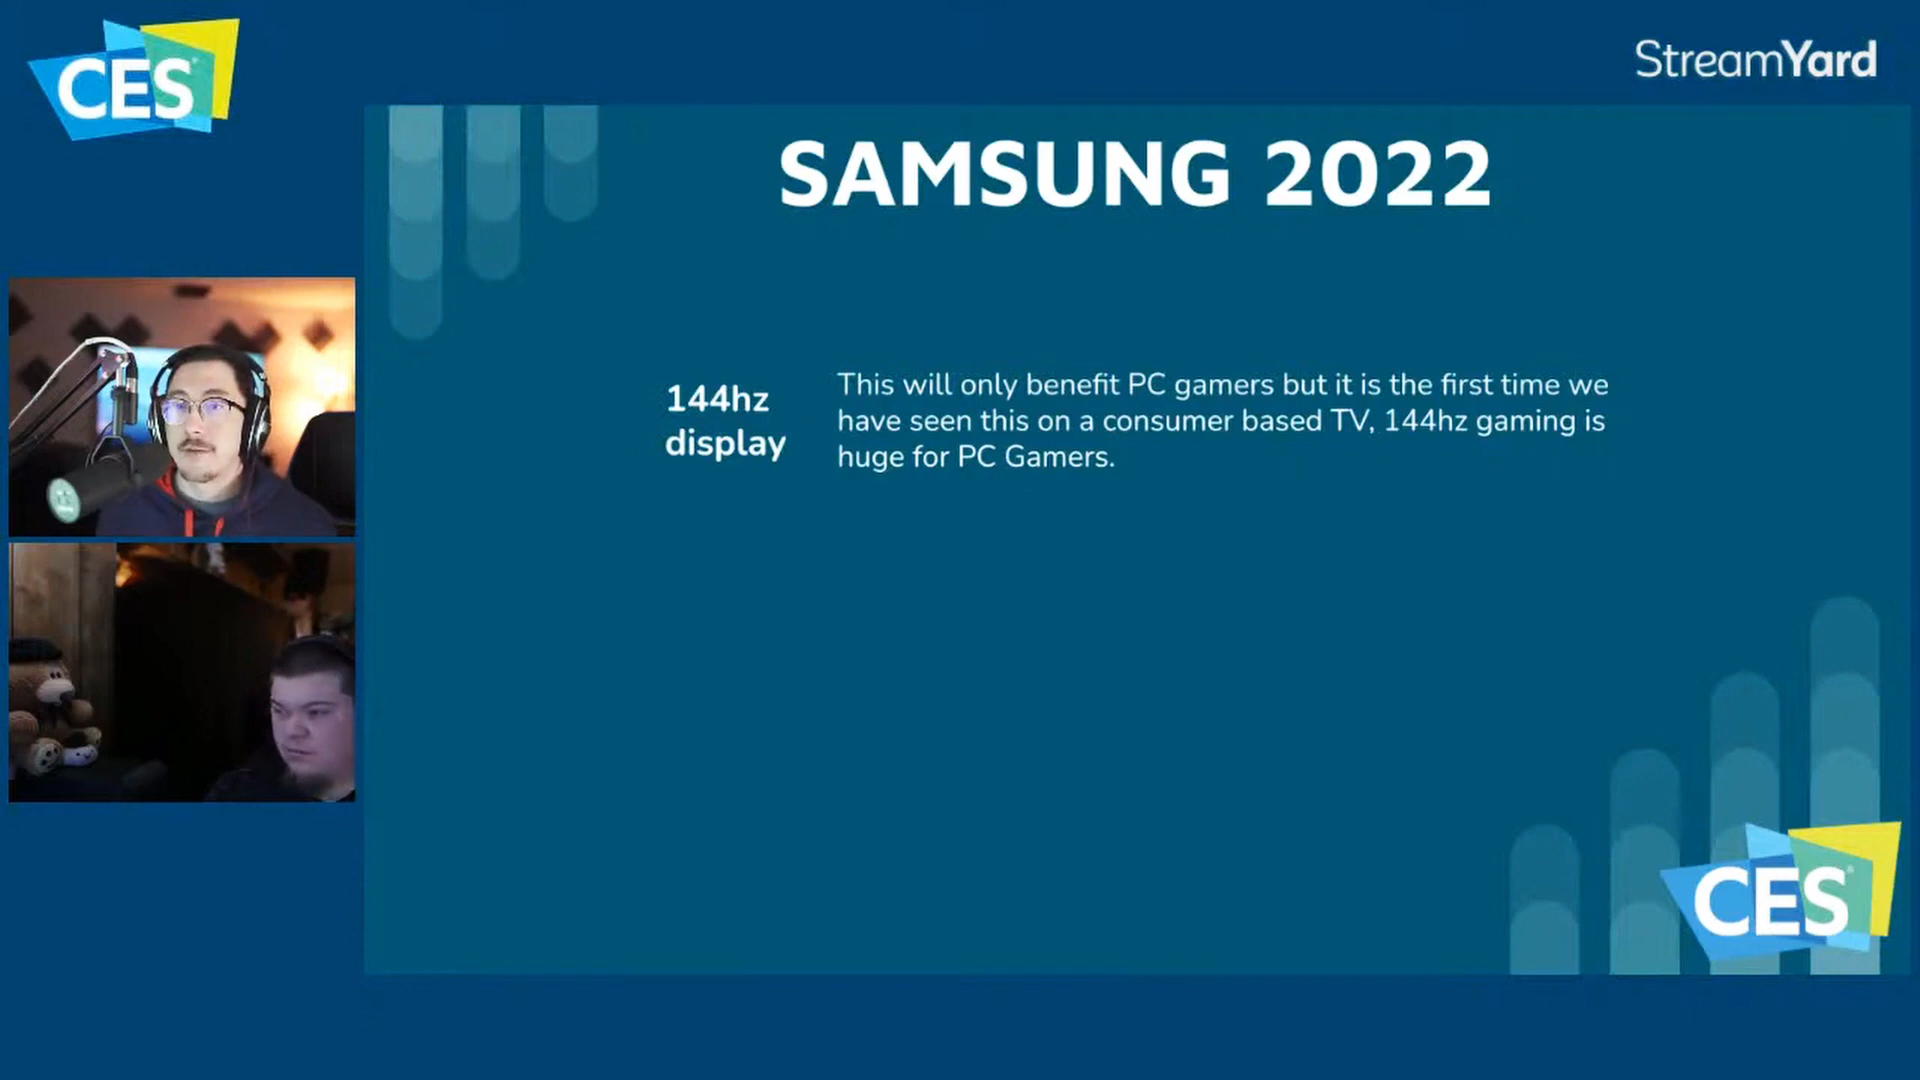 CES
StreamYard
SAMSUNG 2022
144hz
display
This will only benefit PC gamers but it is the first time we
have seen this on a consumer based TV, 144hz gaming is
huge for PC Gamers.
CES